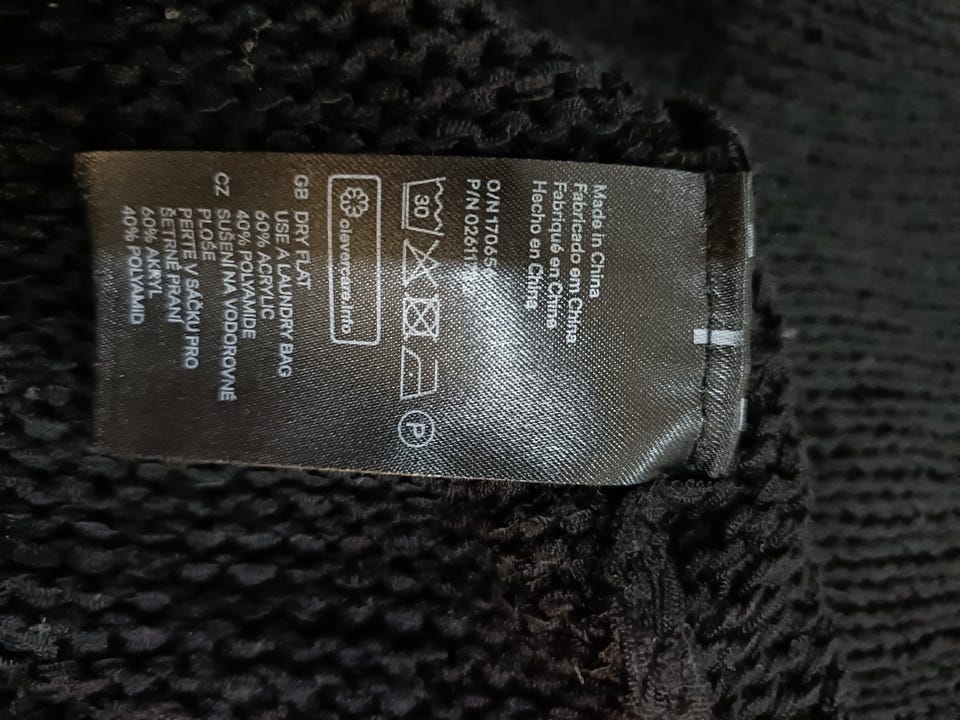 Made in China
Fabricado em China
Fabriqué en Chine
Hecho en China
O/N 17065
P/N 02611
30
P
clevercare.info
GB DRY FLAT
USE A LAUNDRY BAG
60% ACRYLIC
40% POLYAMIDE
CZ SUŠENÍ NA VODOROVNÉ
PLOŠE
PERTE V SÁČKU PRO
ŠETRNÉ PRANÍ
60% AKRYL
40% POLYAMID